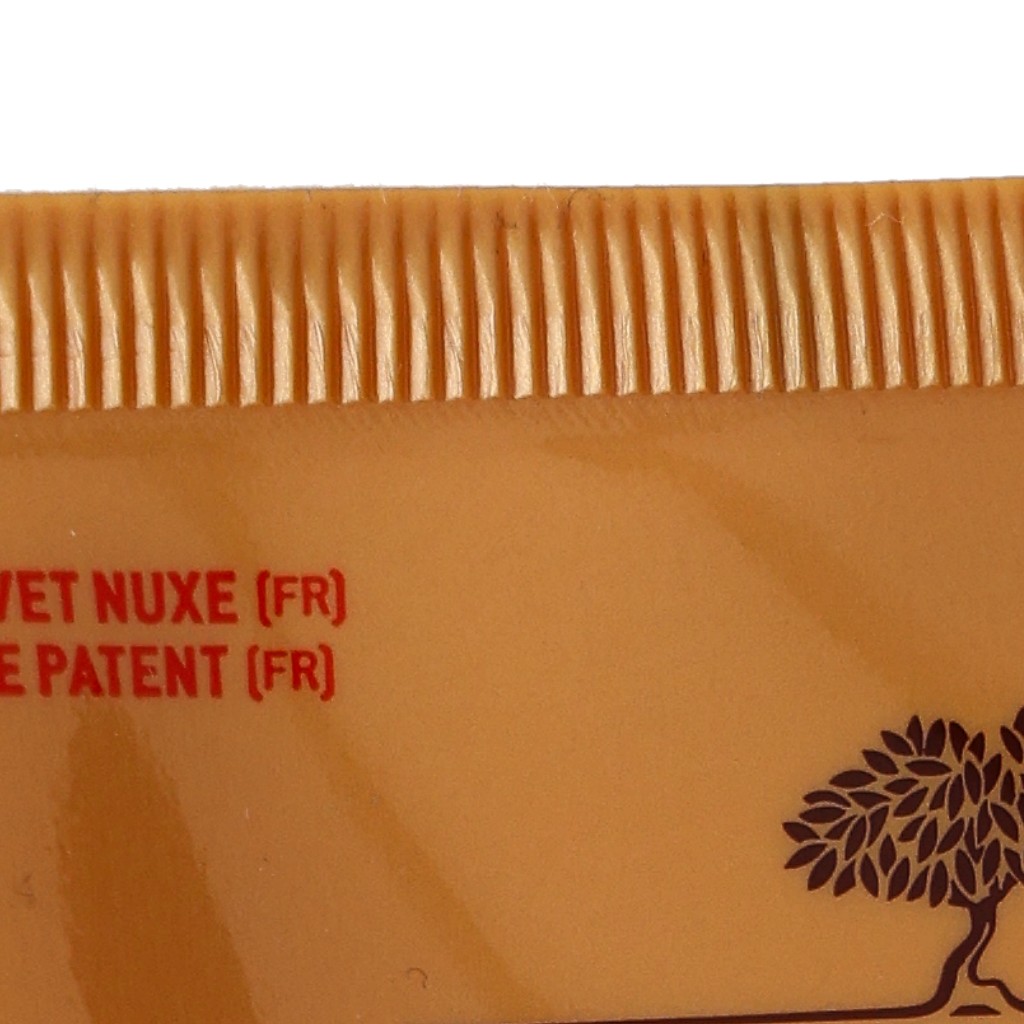 VET NUXE (FR)
E PATENT (FR)